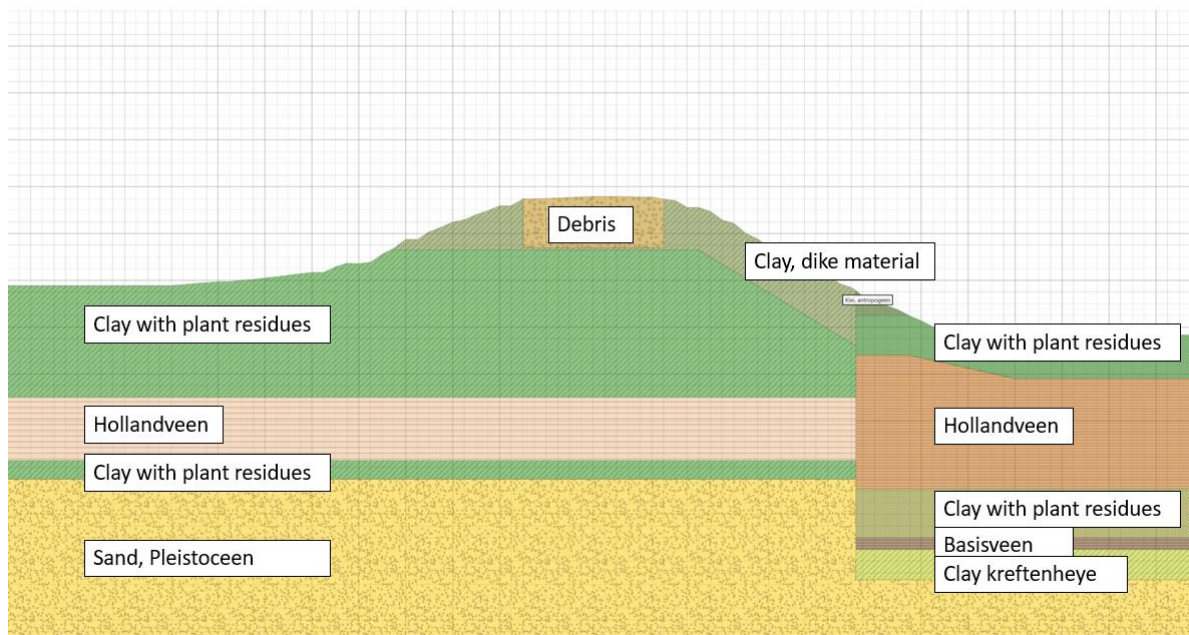 Debris
Clay, dike material
Klei, antropogeen
Clay with plant residues
Clay with plant residues
Hollandveen
Hollandveen
Clay with plant residues
Clay with plant residues
Sand, Pleistoceen
Basisveen
Clay kreftenheye